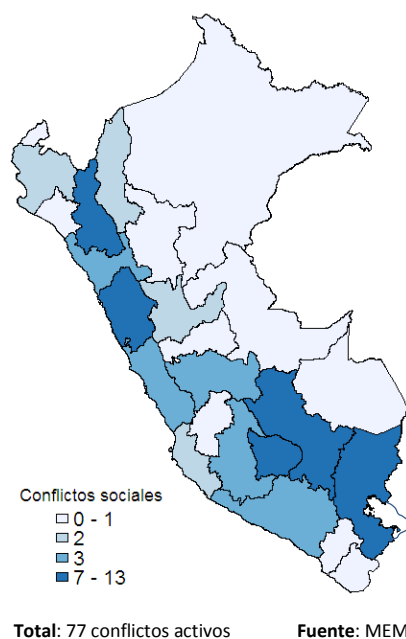 Conflictos sociales
0 - 1
2
3
7 - 13
Total: 77 conflictos activos Fuente: MEM